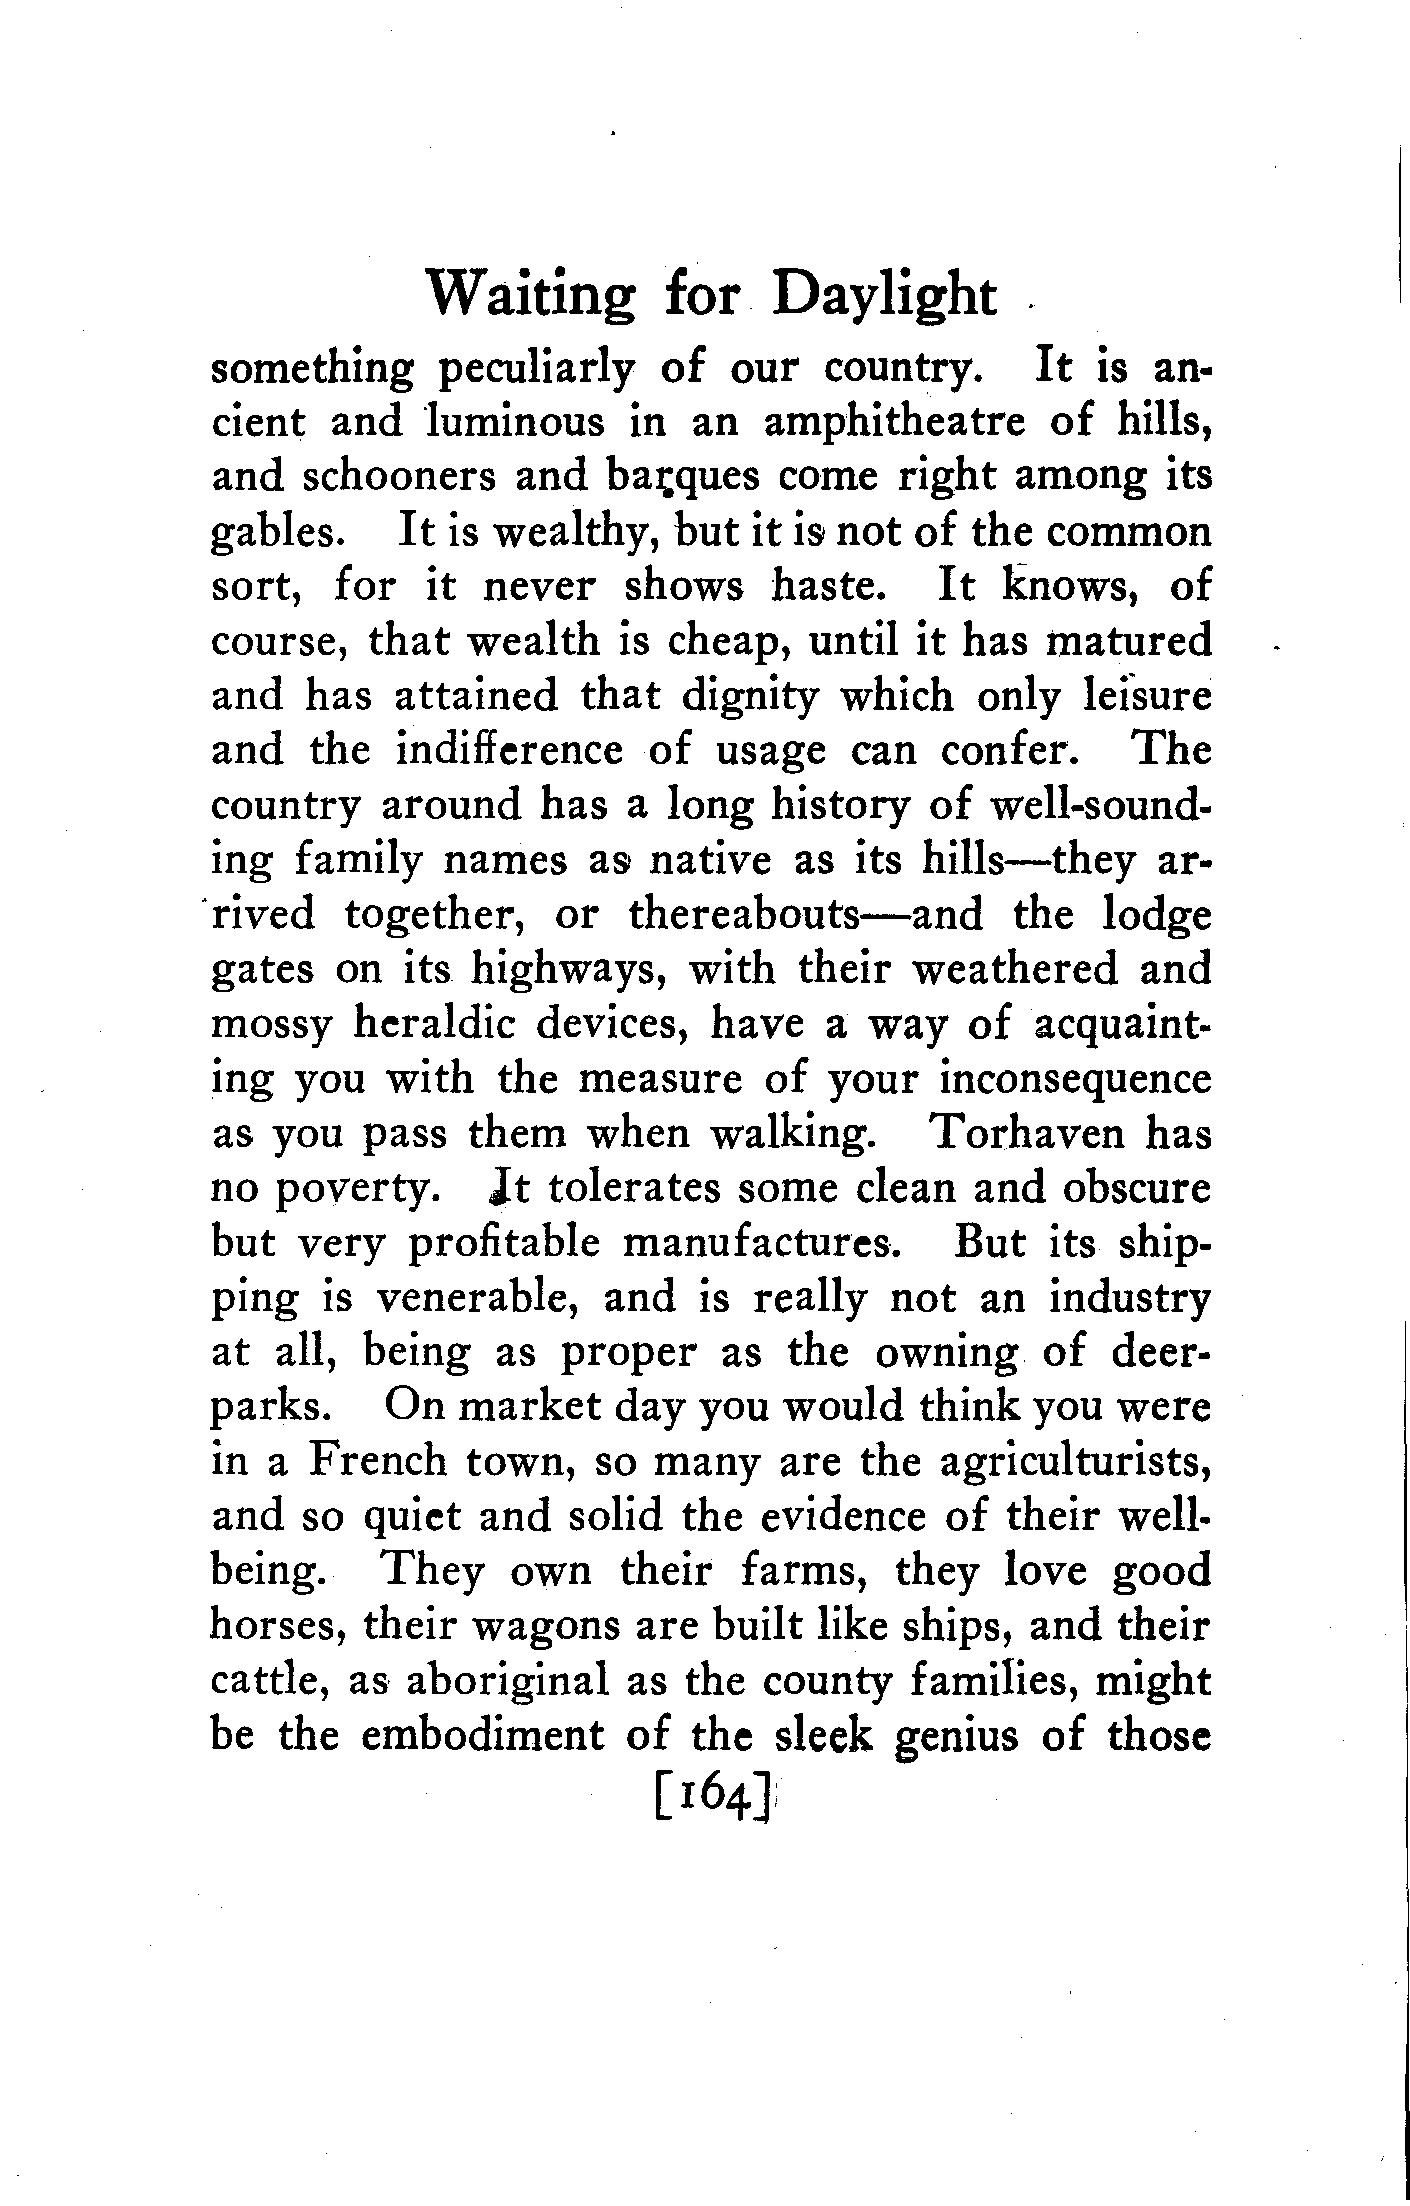 Waiting for Daylight
something peculiarly of our country. It is an-
cient and luminous in an amphitheatre of hills,
and schooners and barques come right among its
gables. It is wealthy, but it is not of the common
sort, for it never shows haste. It knows, of
course, that wealth is cheap, until it has matured
and has attained that dignity which only leisure
and the indifference of usage can confer. The
country around has a long history of well-sound-
ing family names as native as its hills—they ar-
rived together, or thereabouts—and the lodge
gates on its highways, with their weathered and
mossy heraldic devices, have a way of acquaint-
ing you with the measure of your inconsequence
as you pass them when walking. Torhaven has
no poverty. It tolerates some clean and obscure
but very profitable manufactures. But its ship-
ping is venerable, and is really not an industry
at all, being as proper as the owning of deer-
parks. On market day you would think you were
in a French town, so many are the agriculturists,
and so quiet and solid the evidence of their well-
being. They own their farms, they love good
horses, their wagons are built like ships, and their
cattle, as aboriginal as the county families, might
be the embodiment of the sleek genius of those
[164]